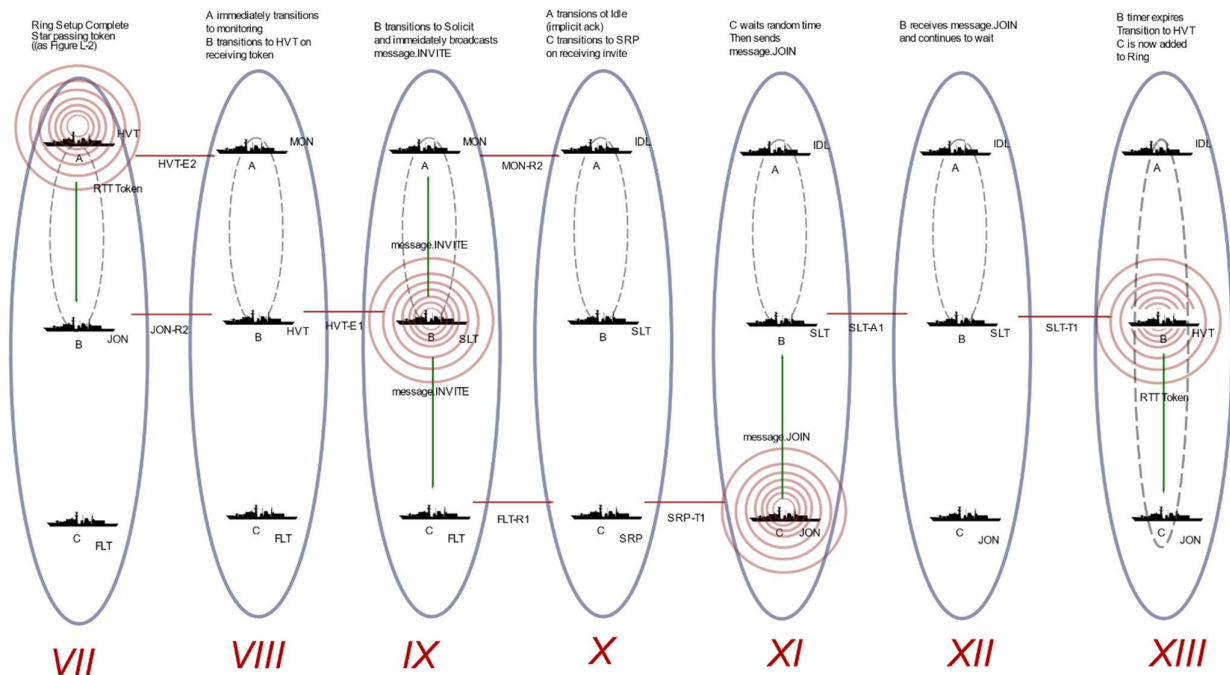 Ring Setup Complete
Star passing token
((as Figure L-2)
A immediately transitions
to monitoring
B transitions to HVT on
receiving token
B transitions to Solicit
and immeidately broadcasts
message.INVITE
A transions ot Idle
(implicit ack)
C transitions to SRP
on receiving invite
C waits random time
Then sends
message.JOIN
B receives message.JOIN
and continues to wait
B timer expires
Transition to HVT
C is now added
to Ring
HVT
A
RTT Token
B
JON
C
FLT
VII
HVT-E2
JON-R2
MON
A
B
HVT
C
FLT
VIII
HVT-E1
MON
A
message.INVITE
B
SLT
message.INVITE
C
FLT
IX
MON-R2
FLT-R1
IDL
A
B
SLT
C
SRP
X
SRP-T1
IDL
A
SLT
B
message.JOIN
C
JON
XI
SLT-A1
IDL
A
B
SLT
C
JON
XII
SLT-T1
IDL
A
B
HVT
RTT Token
C
JON
XIII